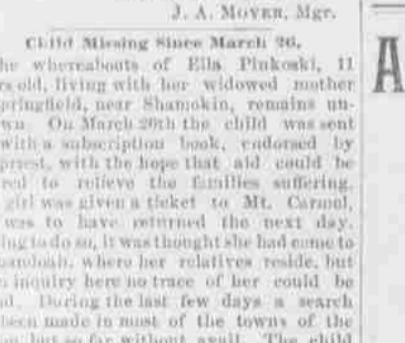 J. A. MOYER, Mgr.
Child Missing Since March 26.
he whereabouts of Ella Pinkoski, 11
rs old, living with her widowed mother
pringfield, near Shamokin, remains un-
wn. On March 26th the child was sent
with a subscription book, endorsed by
priest, with the hope that aid could be
red to relieve the families suffering.
girl was given a ticket to Mt. Carmel,
was to have returned the next day.
ing to do so, it was thought she had come to
nandoah, where her relatives reside, but
n inquiry here no trace of her could be
d. During the last few days a search
been made in most of the towns of the
on but so far without avail. The child
A